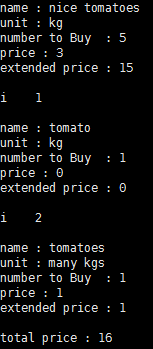 name : nice tomatoes
unit : kg
number to Buy  : 5
price : 3
extended price : 15
i    1
name : tomato
unit : kg
number to Buy  : 1
price : 0
extended price : 0
i    2
name : tomatoes
unit : many kgs
number to Buy  : 1
price : 1
extended price : 1
total price : 16